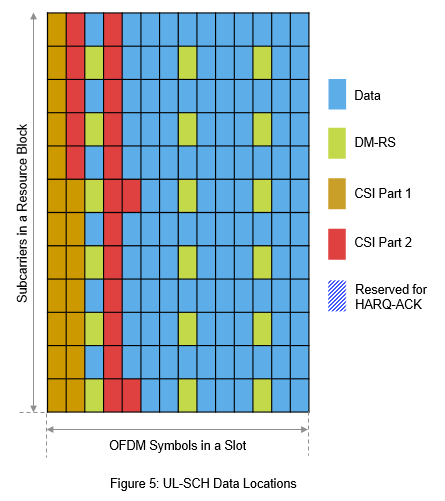 Subcarriers in a Resource Block
Data
DM-RS
CSI Part 1
CSI Part 2
Reserved for
HARQ-ACK
OFDM Symbols in a Slot
Figure 5: UL-SCH Data Locations